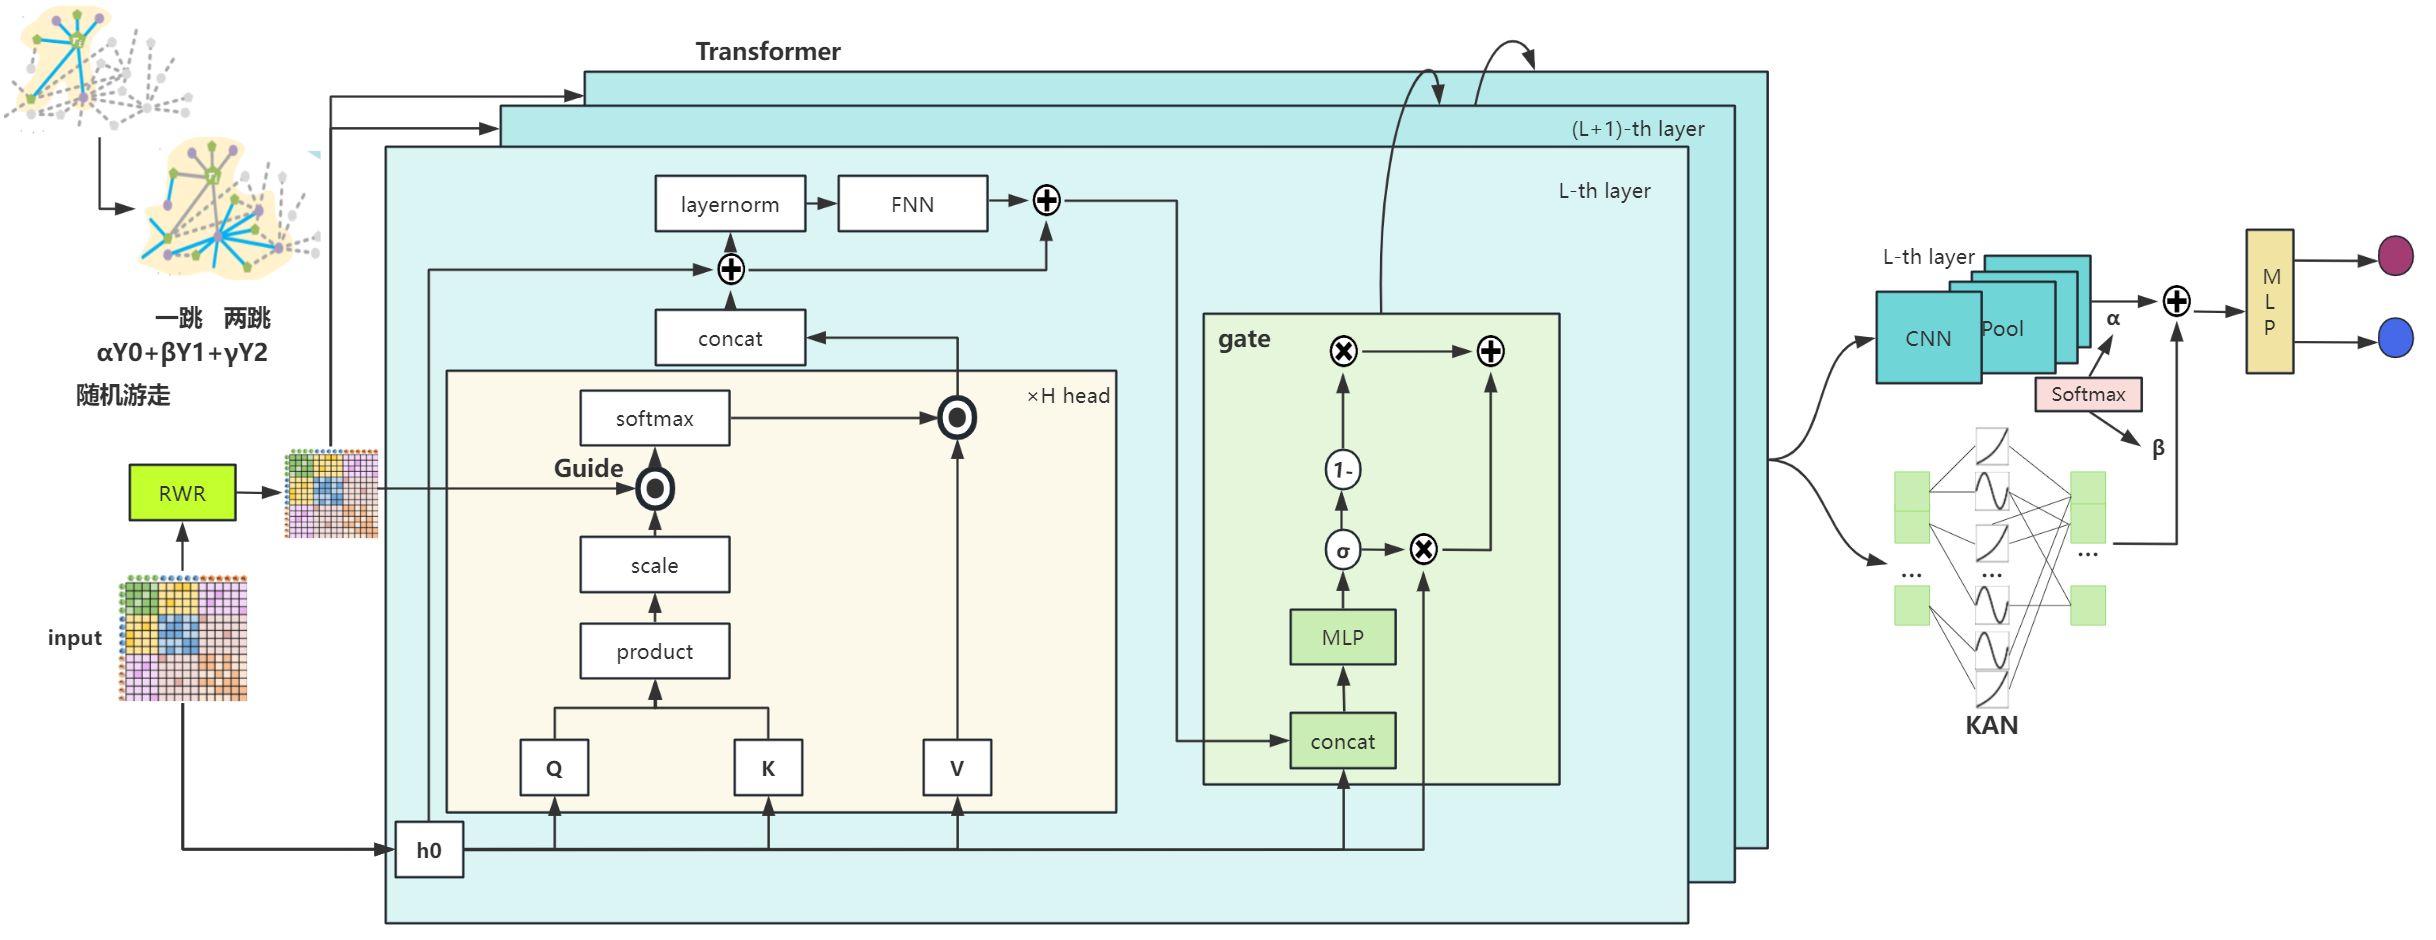 Transformer
(L+1)-th layer
L-th layer
layernorm
FNN
concat
一跳 两跳
αY0+βY1+γY2
随机游走
×H head
softmax
Guide
scale
product
Q
K
V
h0
RWR
input
gate
1-
σ
MLP
concat
L-th layer
CNN
Pool
α
Softmax
β
KAN
...
...
...
M
L
P